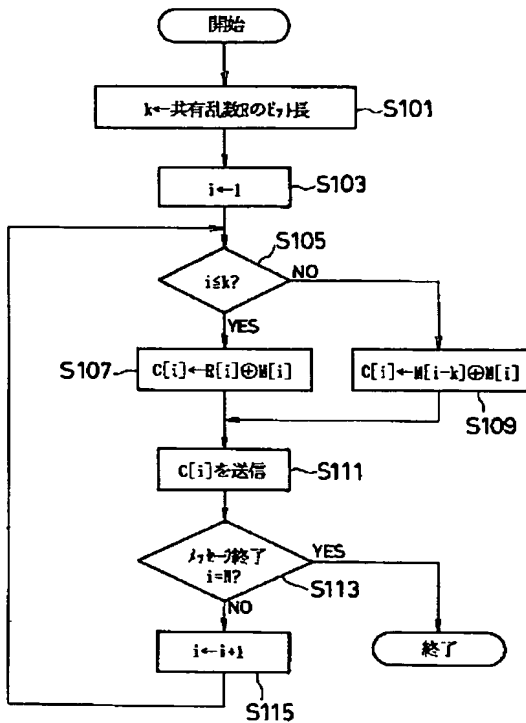 開始
k←共有乱数Rのビット長
S101
i←1
S103
S105
i≦k?
NO
YES
S107
C[i]←R[i]⊕M[i]
C[i]←M[i-k]⊕M[i]
S109
C[i]を送信
S111
メッセージ終了
i=N?
YES
S113
NO
i←i+1
終了
S115